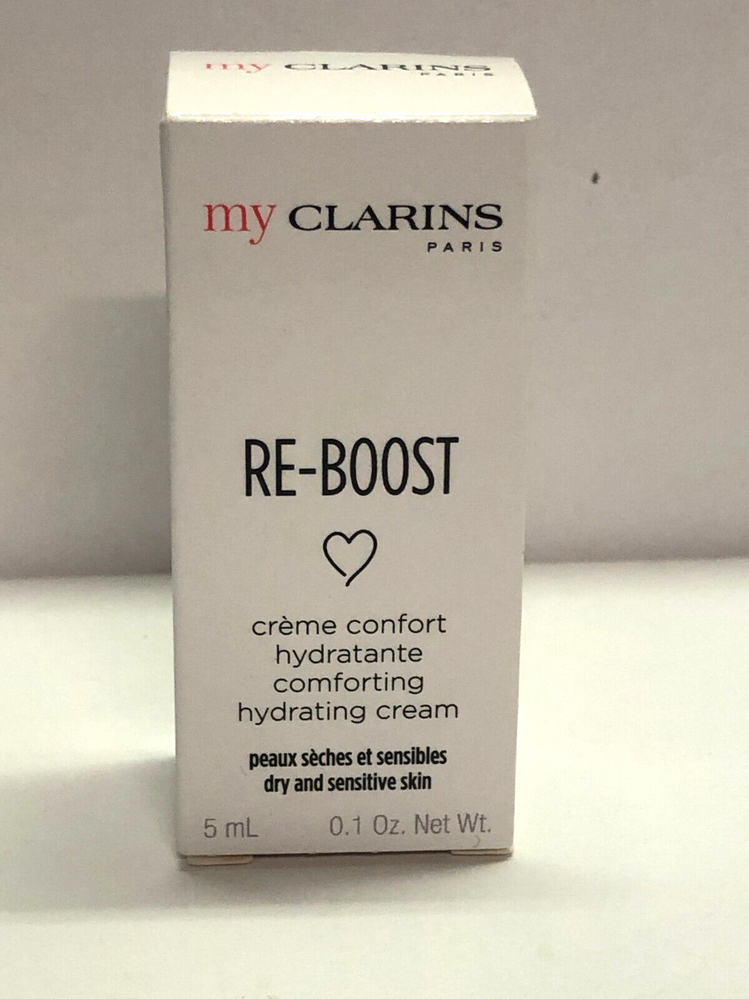 my CLARINS
PARIS
my CLARINS
PARIS
RE-BOOST
crème confort
hydratante
comforting
hydrating cream
peaux sèches et sensibles
dry and sensitive skin
5 mL 0.1 Oz. Net Wt.